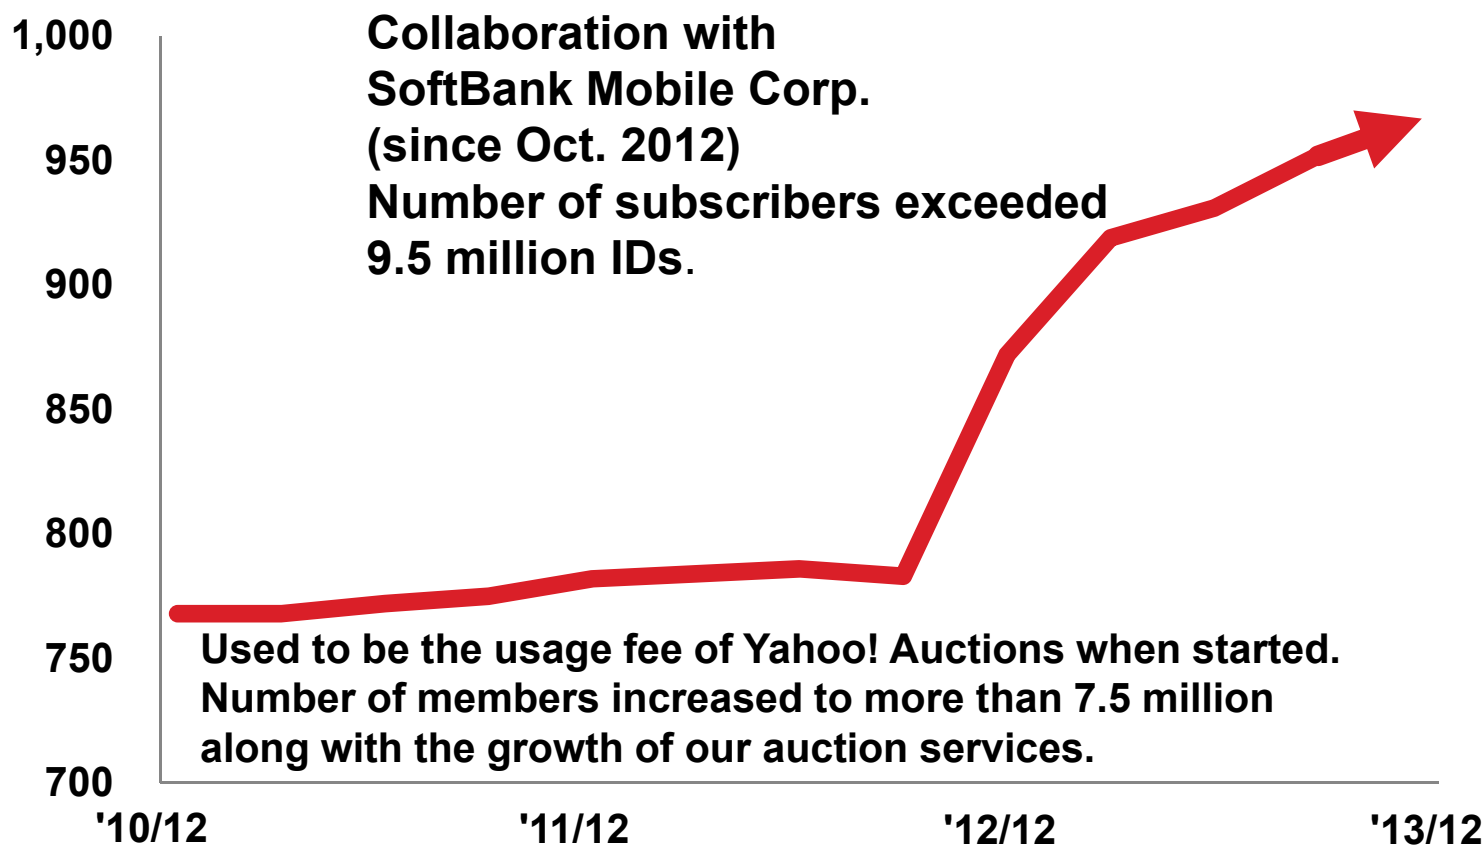 1,000
Collaboration with
SoftBank Mobile Corp.
(since Oct. 2012)
Number of subscribers exceeded
9.5 million IDs.
950
900
850
800
750
700
Used to be the usage fee of Yahoo! Auctions when started.
Number of members increased to more than 7.5 million
along with the growth of our auction services.
'10/12
'11/12
'12/12
'13/12